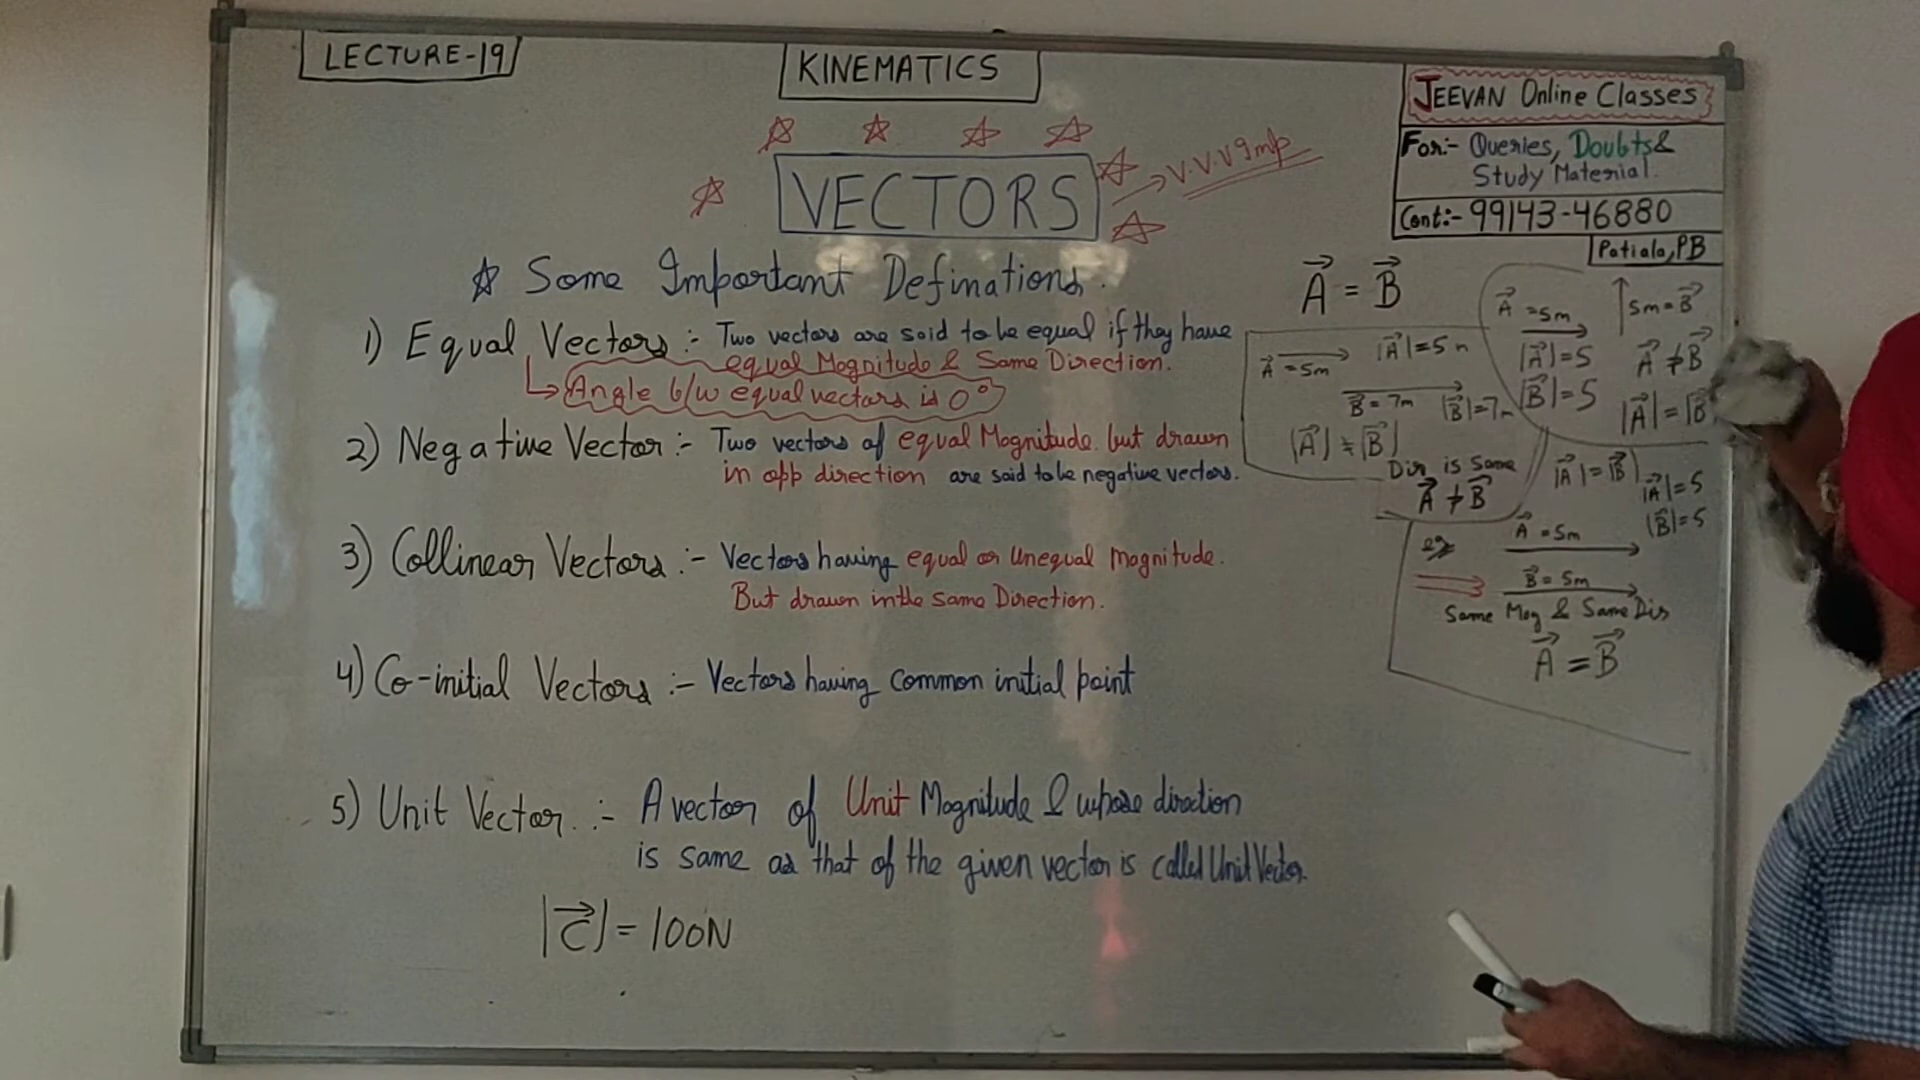 LECTURE-19
KINEMATICS
JEEVAN Online Classes
For:- Queries, Doubts &
Study Material.
Cont:- 99143-46880
Patiala, PB
VECTORS
→ V.V.V Imp
☆ Some Important Definations.
1) Equal Vectors :- Two vectors are said to be equal if they have
equal Magnitude & Same Direction.
↳ Angle b/w equal vectors is 0°
2) Negative Vector :- Two vectors of equal Magnitude but drawn
in opp direction are said to be negative vectors.
3) Collinear Vectors :- Vectors having equal or Unequal Magnitude.
But drawn in the same Direction.
4) Co-initial Vectors :- Vectors having common initial point
5) Unit Vector :- A vector of Unit Magnitude & whose direction
is same as that of the given vector is called Unit Vector.
|C⃗| = 100N
A⃗ = B⃗
A⃗ = 5m
|A⃗| = 5m
B⃗ = 7m |B⃗| = 7m
|A⃗| ≠ |B⃗|
Dir is Same
A⃗ ≠ B⃗
A⃗ = 5m
5m = B⃗
|A⃗| = 5
A⃗ ≠ B⃗
|B⃗| = 5
|A⃗| = |B⃗
|A⃗| = |B⃗|
|A⃗| = 5
|B⃗| = 5
eg
A⃗ = 5m
B⃗ = 5m
Same Mag & Same Dir
A⃗ = B⃗